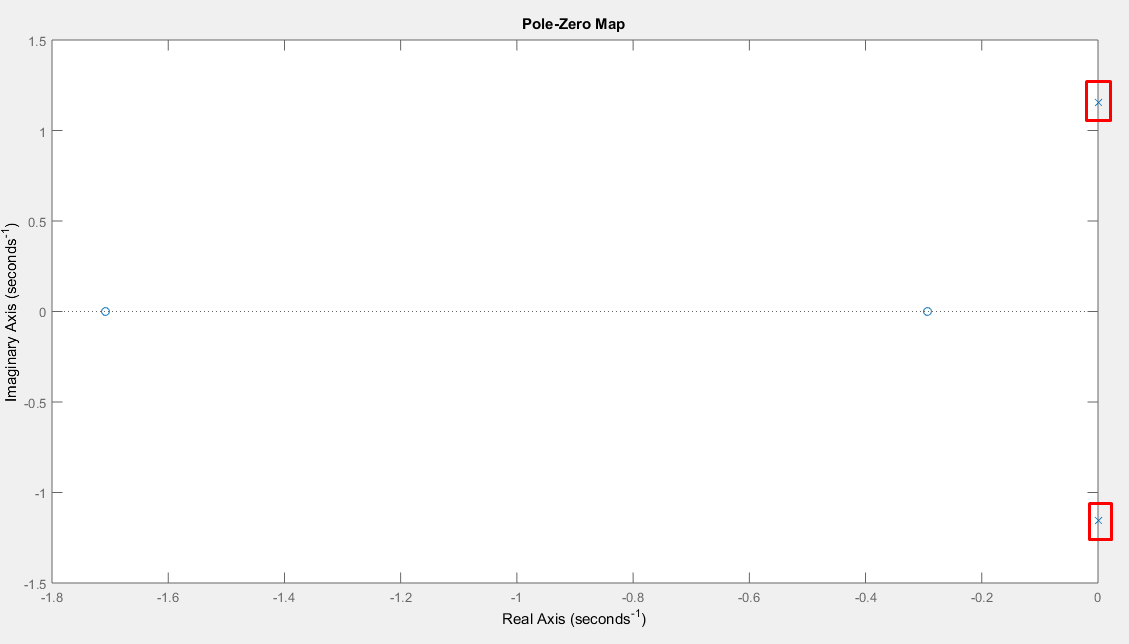 Pole-Zero Map
1.5
1
0.5
0
-0.5
-1
-1.5
Imaginary Axis (seconds⁻¹)
-1.8 -1.6 -1.4 -1.2 -1 -0.8 -0.6 -0.4 -0.2 0
Real Axis (seconds⁻¹)